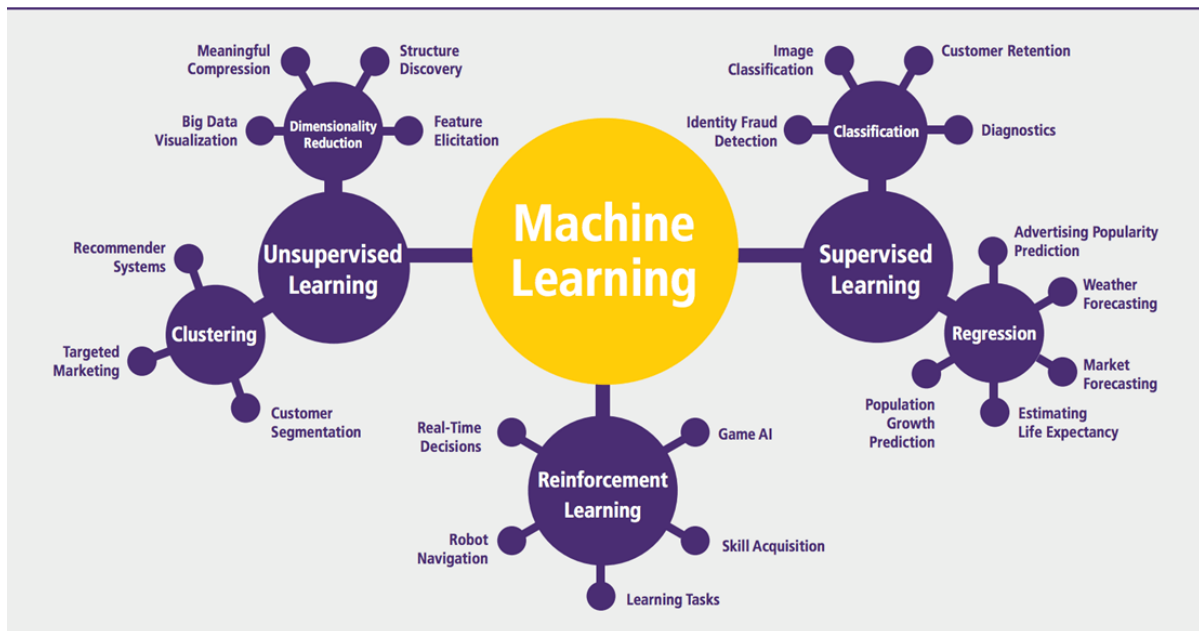 Machine
Learning
Unsupervised
Learning
Dimensionality
Reduction
Meaningful
Compression
Structure
Discovery
Big Data
Visualization
Feature
Elicitation
Clustering
Recommender
Systems
Targeted
Marketing
Customer
Segmentation
Supervised
Learning
Classification
Image
Classification
Customer Retention
Identity Fraud
Detection
Diagnostics
Regression
Advertising Popularity
Prediction
Weather
Forecasting
Market
Forecasting
Population
Growth
Prediction
Estimating
Life Expectancy
Reinforcement
Learning
Real-Time
Decisions
Game AI
Robot
Navigation
Skill Acquisition
Learning Tasks